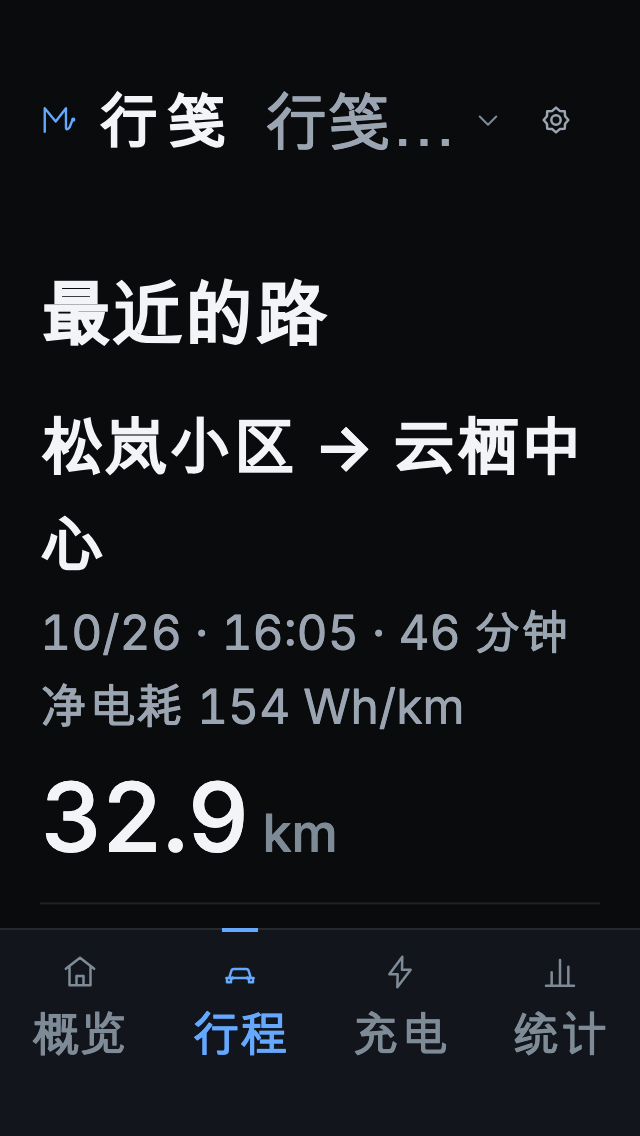 行笺 行笺...
最近的路
松岚小区 → 云栖中
心
10/26 · 16:05 · 46 分钟
净电耗 154 Wh/km
32.9 km
概览 行程 充电 统计